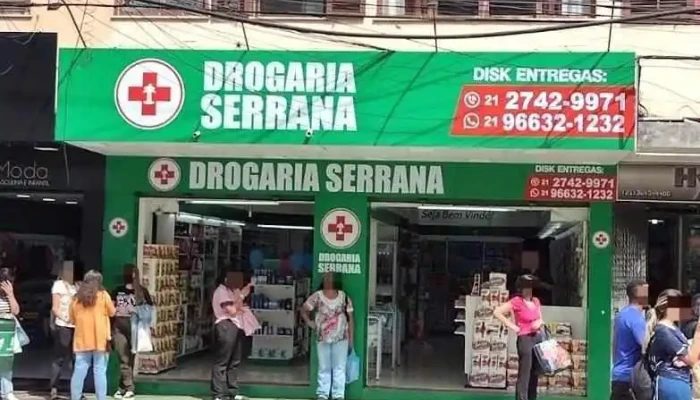 DROGARIA
SERRANA
DISK ENTREGAS:
21 2742-9971
21 96632-1232
DROGARIA SERRANA
DISK ENTREGAS:
21 2742-9971
21 96632-1232
Moda
Seja Bem Vindo!
DROGARIA
SERRANA